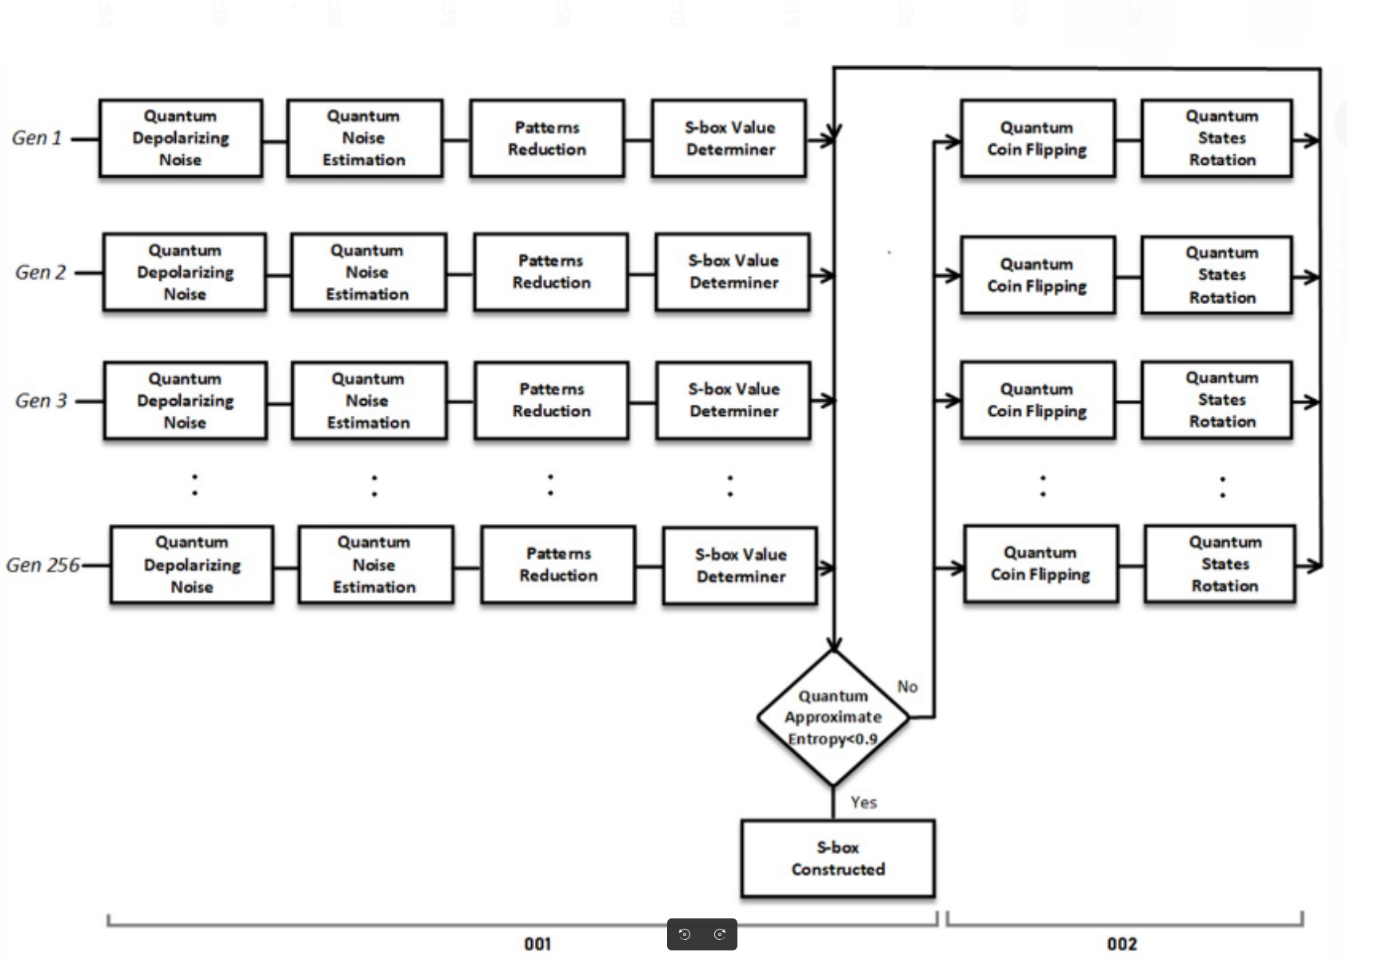 Gen 1
Quantum
Depolarizing
Noise
Quantum
Noise
Estimation
Patterns
Reduction
S-box Value
Determiner
Quantum
Coin Flipping
Quantum
States
Rotation
Gen 2
Quantum
Depolarizing
Noise
Quantum
Noise
Estimation
Patterns
Reduction
S-box Value
Determiner
Quantum
Coin Flipping
Quantum
States
Rotation
Gen 3
Quantum
Depolarizing
Noise
Quantum
Noise
Estimation
Patterns
Reduction
S-box Value
Determiner
Quantum
Coin Flipping
Quantum
States
Rotation
Gen 256
Quantum
Depolarizing
Noise
Quantum
Noise
Estimation
Patterns
Reduction
S-box Value
Determiner
Quantum
Coin Flipping
Quantum
States
Rotation
Quantum
Approximate
Entropy<0.9
No
Yes
S-box
Constructed
001
002